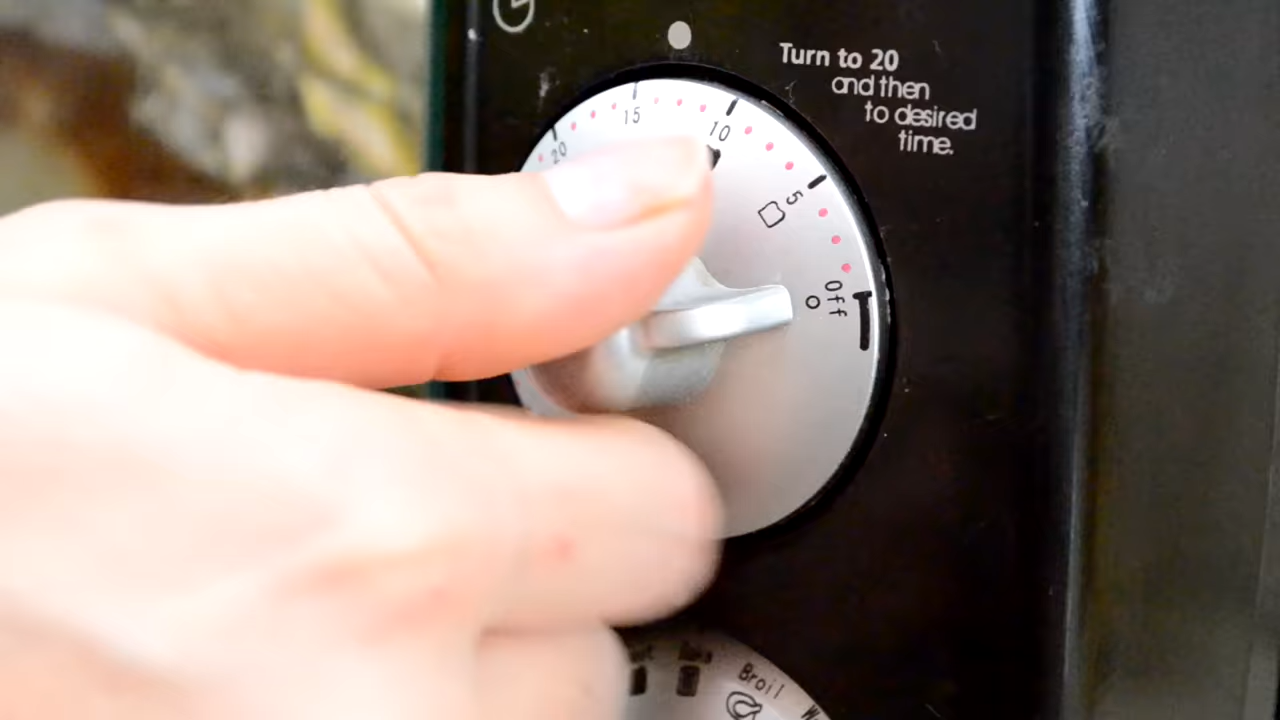 Turn to 20
and then
to desired
time.
15
10
20
5
Off
Broil